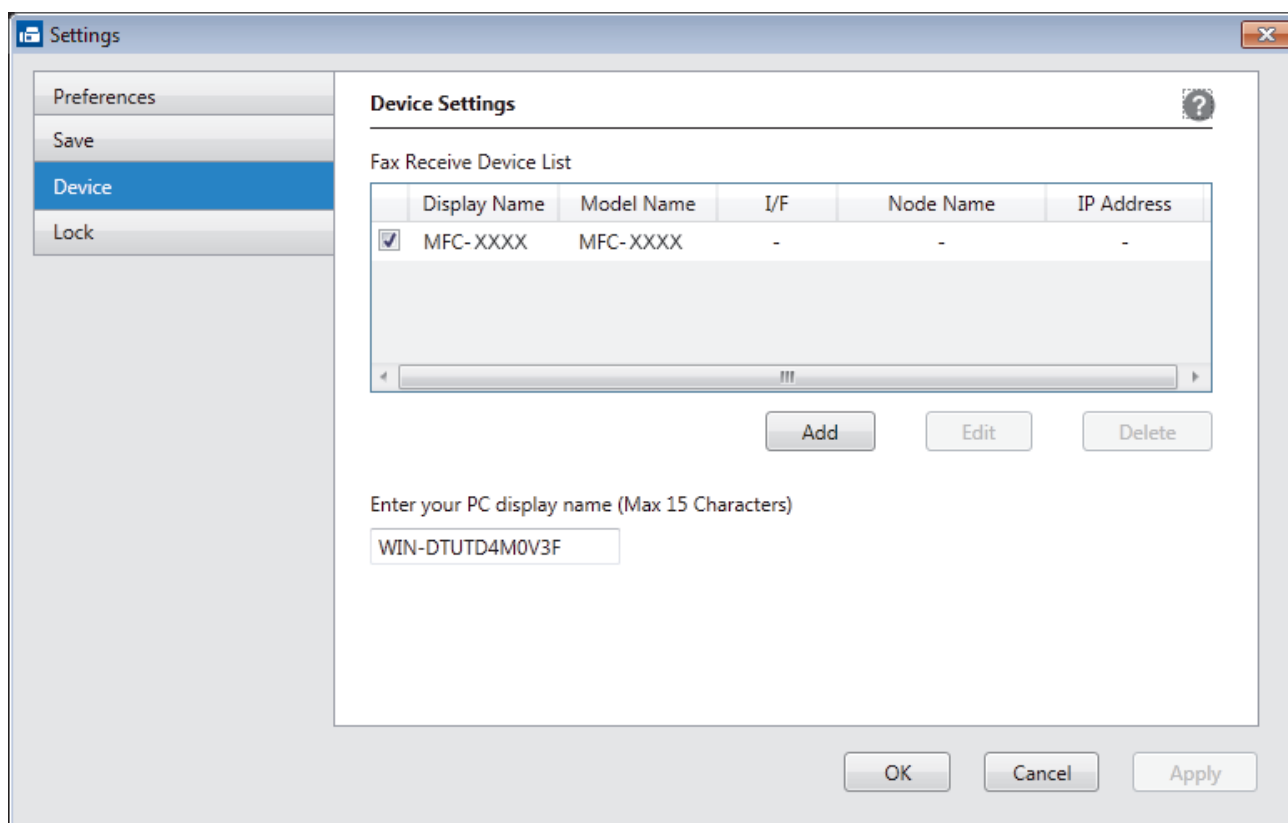 Settings
Preferences
Save
Device
Lock
Device Settings
?
Fax Receive Device List
Display Name Model Name I/F Node Name IP Address
MFC-XXXX MFC-XXXX - - -
Add Edit Delete
Enter your PC display name (Max 15 Characters)
WIN-DTUTD4M0V3F
OK Cancel Apply